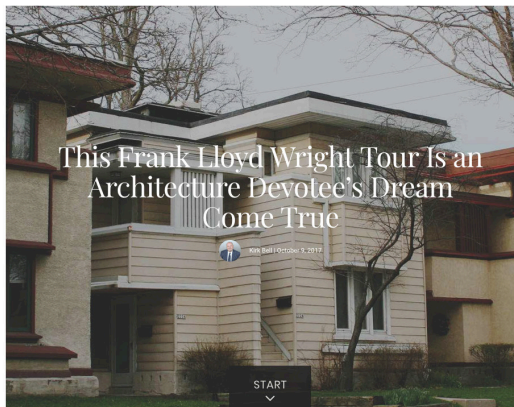 This Frank Lloyd Wright Tour Is an
Architecture Devotee's Dream
Come True
Kirk Bell | October 9, 2017
START